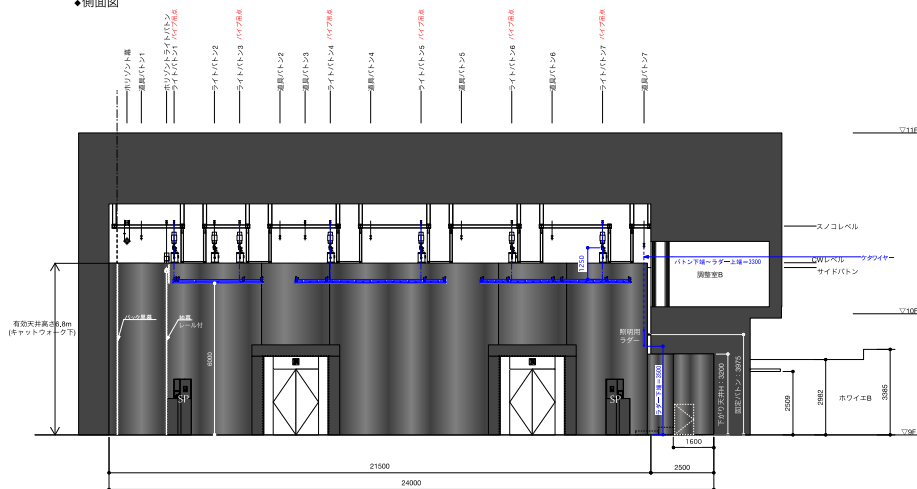 ◆側面図
ホリゾント幕
道具バトン1
ホリゾントライトバトン
ライトバトン1 パイプ吊点
ライトバトン2
ライトバトン3 パイプ吊点
道具バトン2
道具バトン3
ライトバトン4 パイプ吊点
道具バトン4
ライトバトン5 パイプ吊点
道具バトン5
ライトバトン6 パイプ吊点
道具バトン6
ライトバトン7 パイプ吊点
道具バトン7
▽11F
スノコレベル
ケタワイヤー
CWレベル
サイドバトン
バトン下端〜ラダー上端=3300
調整室B
1250
▽10F
有効天井高さ6,6m
(キャットウォーク下)
バック黒幕
レール付
6000
照明用
ラダー
ラダー下端=3500
下がり天井H：3200
固定バトン：3975
SP
SP
2509
2982
ホワイエB
3385
▽9F
1600
21500
2500
24000